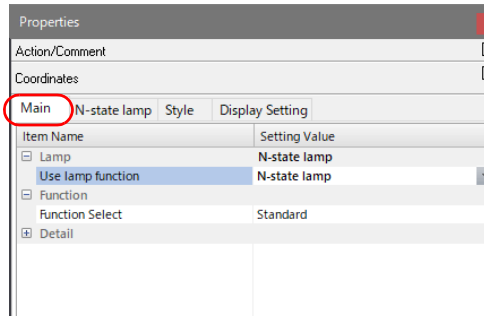 Properties
Action/Comment
Coordinates
Main N-state lamp Style Display Setting
Item Name Setting Value
Lamp N-state lamp
Use lamp function N-state lamp
Function
Function Select Standard
Detail